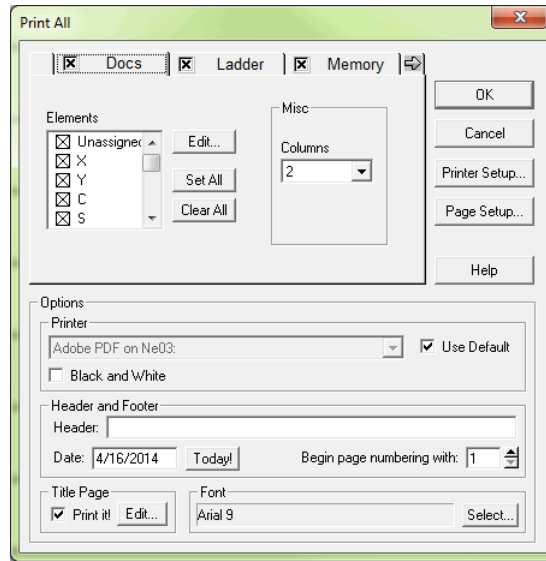 Print All
Docs Ladder Memory
OK
Cancel
Printer Setup...
Page Setup...
Help
Elements
Unassigned
X
Y
C
S
Edit...
Set All
Clear All
Misc
Columns
2
Options
Printer
Adobe PDF on Ne03:
Use Default
Black and White
Header and Footer
Header:
Date: 4/16/2014 Today! Begin page numbering with: 1
Title Page
Print it! Edit...
Font
Arial 9 Select...